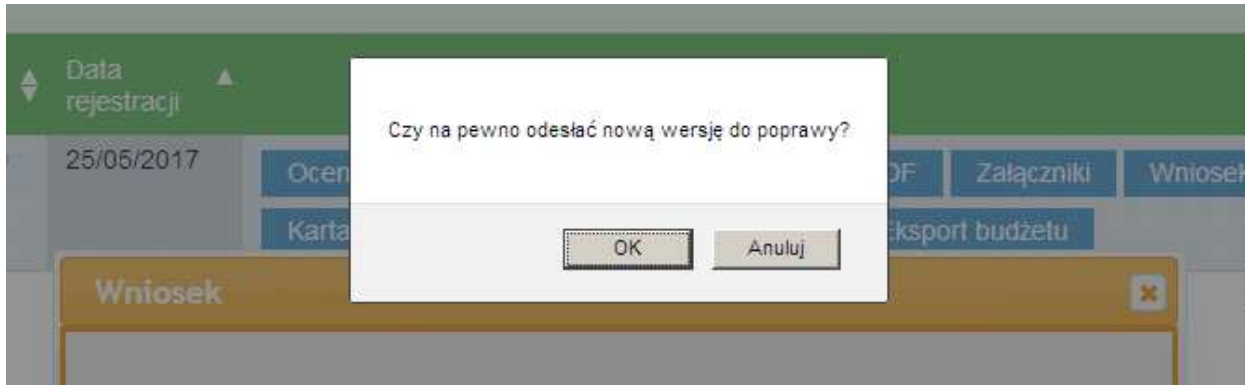 Data
rejestracji
Czy na pewno odesłać nową wersję do poprawy?
25/05/2017
Załączniki
Wniosek
Eksport budżetu
OK
Anuluj
Wniosek